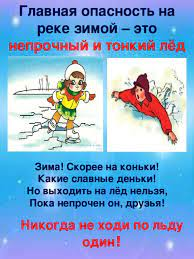 Главная опасность на
реке зимой – это
непрочный и тонкий лёд
Зима! Скорее на коньки!
Какие славные деньки!
Но выходить на лёд нельзя,
Пока непрочен он, друзья!
Никогда не ходи по льду
один!